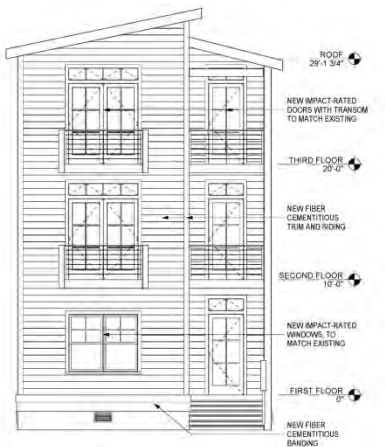 ROOF
29'-1 3/4"
NEW IMPACT-RATED
DOORS WITH TRANSOM
TO MATCH EXISTING
THIRD FLOOR
20'-0"
NEW FIBER
CEMENTITIOUS
TRIM AND RIDING
SECOND FLOOR
10'-0"
NEW IMPACT-RATED
WINDOWS, TO
MATCH EXISTING
FIRST FLOOR
0"
NEW FIBER
CEMENTITIOUS
BANDING